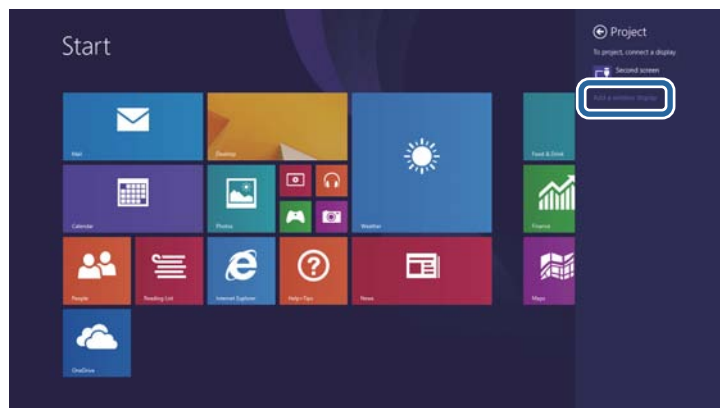 Start
Project
To project, connect a display
Second screen
Add a wireless display
Mail
Desktop
Food & Drink
Calendar
Photos
Weather
Finance
People
Reading List
Internet Explorer
Help+Tips
News
Maps
OneDrive